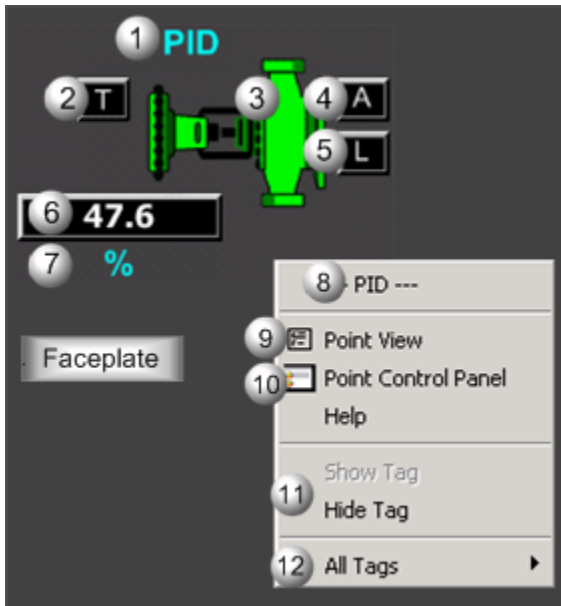 1 PID
2 T
3
4 A
5 L
6 47.6
7 %
8 - PID ---
9 Point View
Faceplate
10 Point Control Panel
Help
Show Tag
11
Hide Tag
12 All Tags